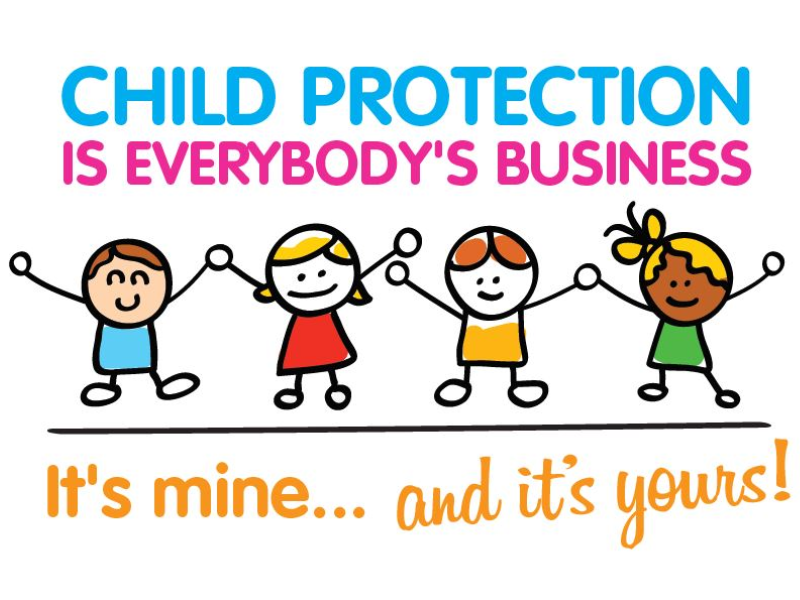 CHILD PROTECTION
IS EVERYBODY'S BUSINESS
It's mine... and it's yours!